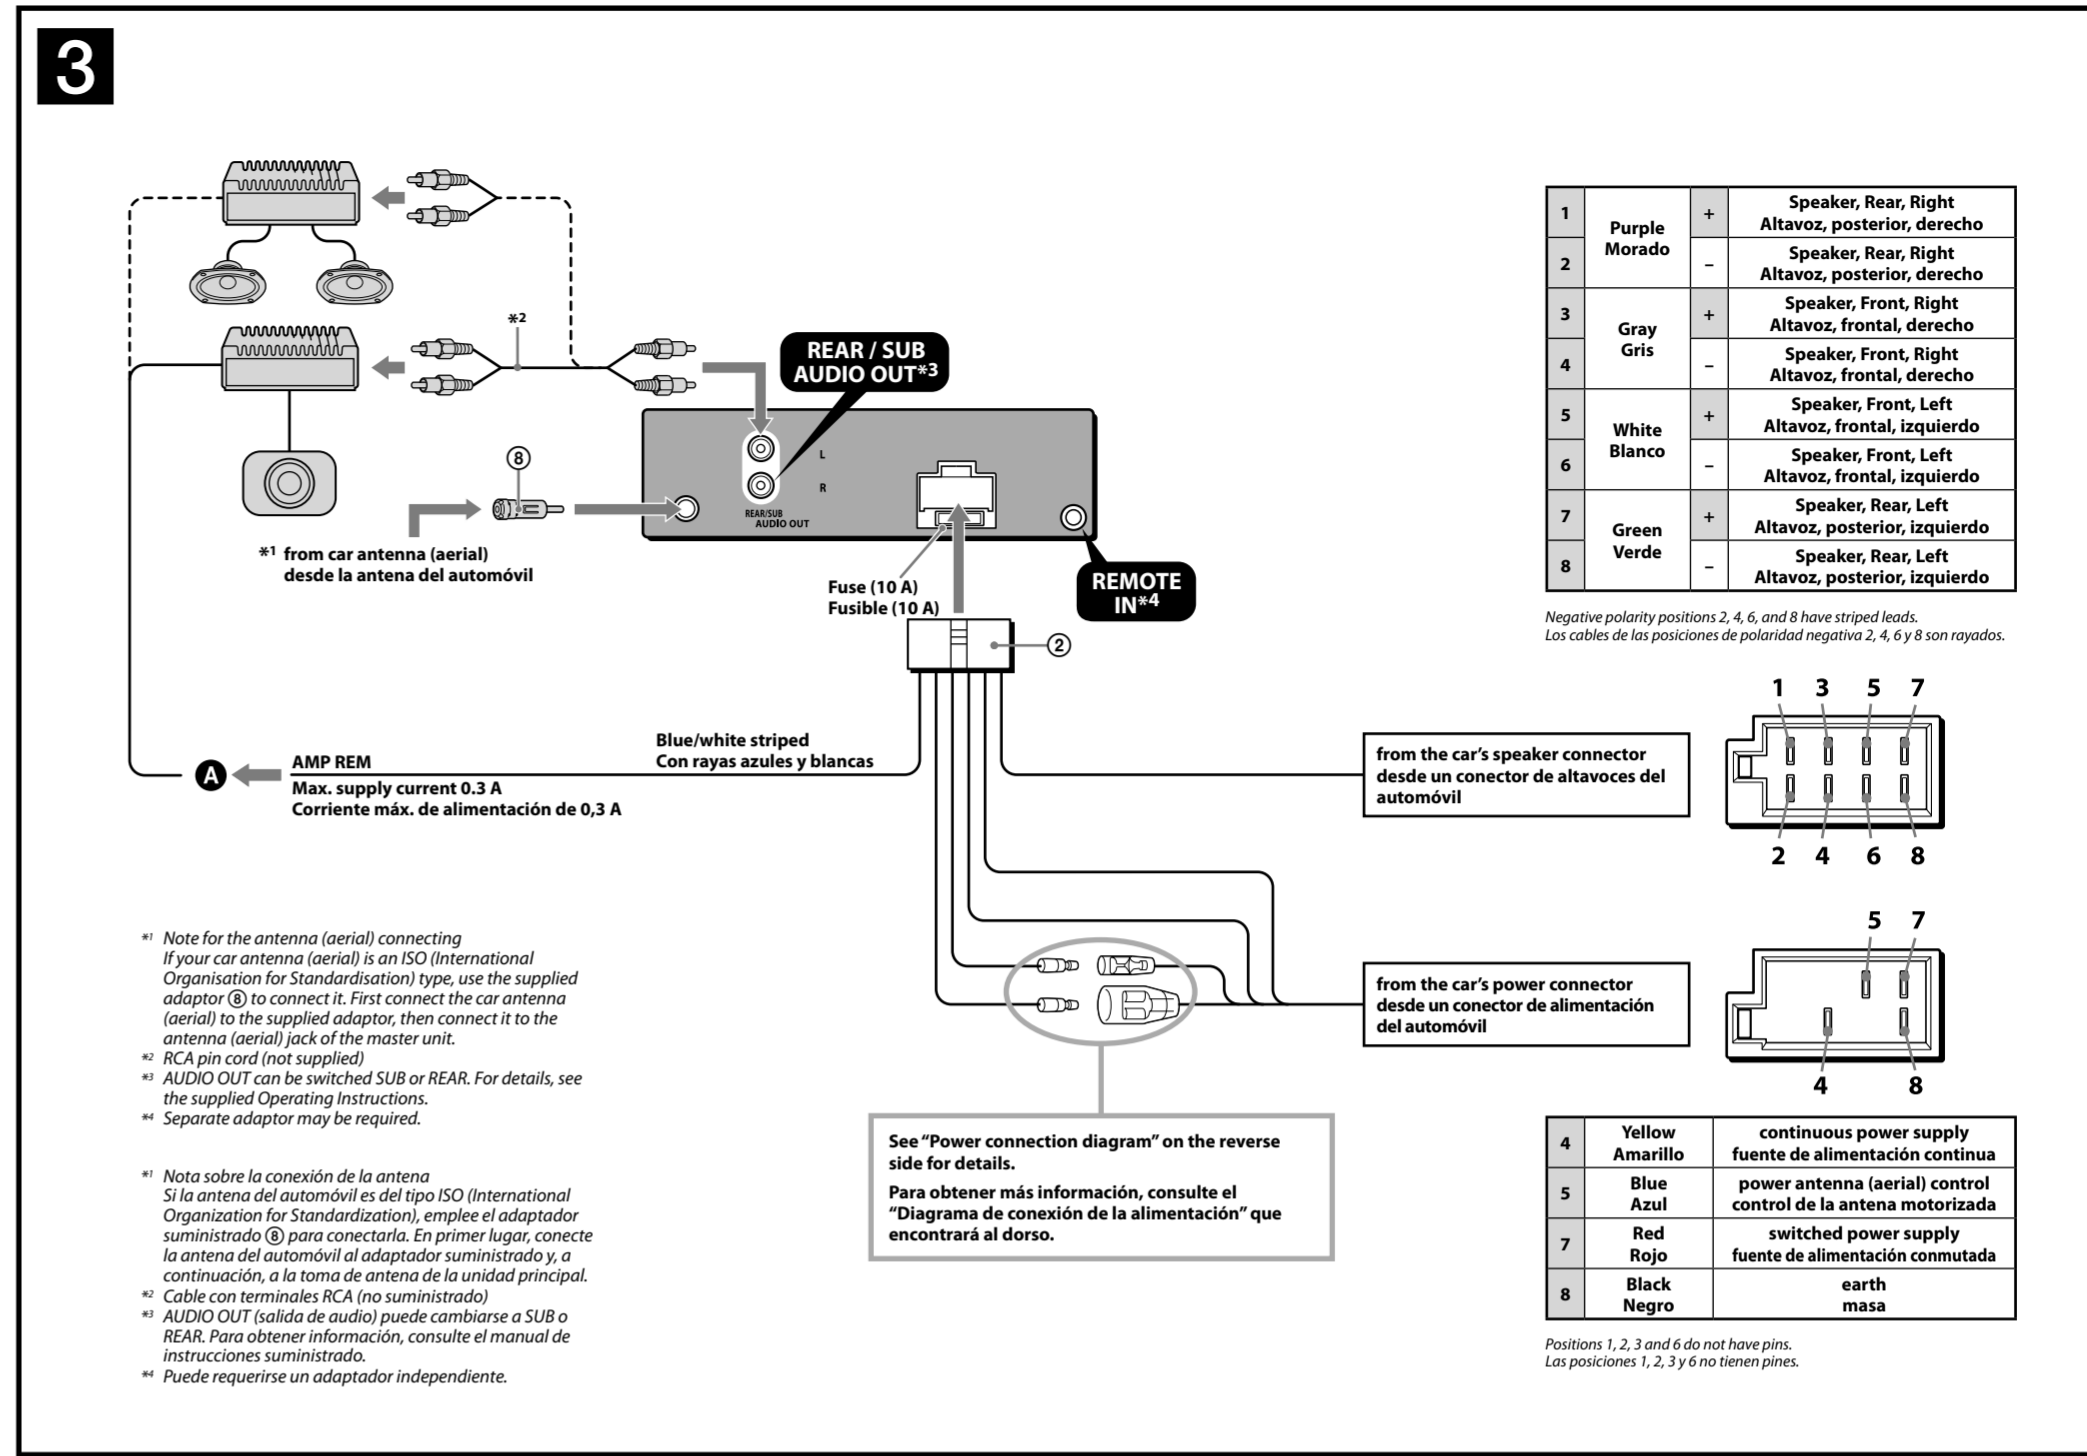 3
*2
REAR / SUB
AUDIO OUT*3
L
R
REAR/SUB
AUDIO OUT
8
*1 from car antenna (aerial)
desde la antena del automóvil
Fuse (10 A)
Fusible (10 A)
REMOTE
IN*4
2
Blue/white striped
Con rayas azules y blancas
A
AMP REM
Max. supply current 0.3 A
Corriente máx. de alimentación de 0,3 A
1 Purple + Speaker, Rear, Right
Morado Altavoz, posterior, derecho
2 – Speaker, Rear, Right
Altavoz, posterior, derecho
3 Gray + Speaker, Front, Right
Gris Altavoz, frontal, derecho
4 – Speaker, Front, Right
Altavoz, frontal, derecho
5 White + Speaker, Front, Left
Blanco Altavoz, frontal, izquierdo
6 – Speaker, Front, Left
Altavoz, frontal, izquierdo
7 Green + Speaker, Rear, Left
Verde Altavoz, posterior, izquierdo
8 – Speaker, Rear, Left
Altavoz, posterior, izquierdo
Negative polarity positions 2, 4, 6, and 8 have striped leads.
Los cables de las posiciones de polaridad negativa 2, 4, 6 y 8 son rayados.
from the car's speaker connector
desde un conector de altavoces del
automóvil
1 3 5 7
2 4 6 8
from the car's power connector
desde un conector de alimentación
del automóvil
5 7
4 8
See “Power connection diagram” on the reverse
side for details.
Para obtener más información, consulte el
“Diagrama de conexión de la alimentación” que
encontrará al dorso.
4 Yellow continuous power supply
Amarillo fuente de alimentación continua
5 Blue power antenna (aerial) control
Azul control de la antena motorizada
7 Red switched power supply
Rojo fuente de alimentación conmutada
8 Black earth
Negro masa
Positions 1, 2, 3 and 6 do not have pins.
Las posiciones 1, 2, 3 y 6 no tienen pines.
*1 Note for the antenna (aerial) connecting
If your car antenna (aerial) is an ISO (International
Organisation for Standardisation) type, use the supplied
adaptor ⑧ to connect it. First connect the car antenna
(aerial) to the supplied adaptor, then connect it to the
antenna (aerial) jack of the master unit.
*2 RCA pin cord (not supplied)
*3 AUDIO OUT can be switched SUB or REAR. For details, see
the supplied Operating Instructions.
*4 Separate adaptor may be required.
*1 Nota sobre la conexión de la antena
Si la antena del automóvil es del tipo ISO (International
Organization for Standardization), emplee el adaptador
suministrado ⑧ para conectarla. En primer lugar, conecte
la antena del automóvil al adaptador suministrado y, a
continuación, a la toma de antena de la unidad principal.
*2 Cable con terminales RCA (no suministrado)
*3 AUDIO OUT (salida de audio) puede cambiarse a SUB o
REAR. Para obtener información, consulte el manual de
instrucciones suministrado.
*4 Puede requerirse un adaptador independiente.